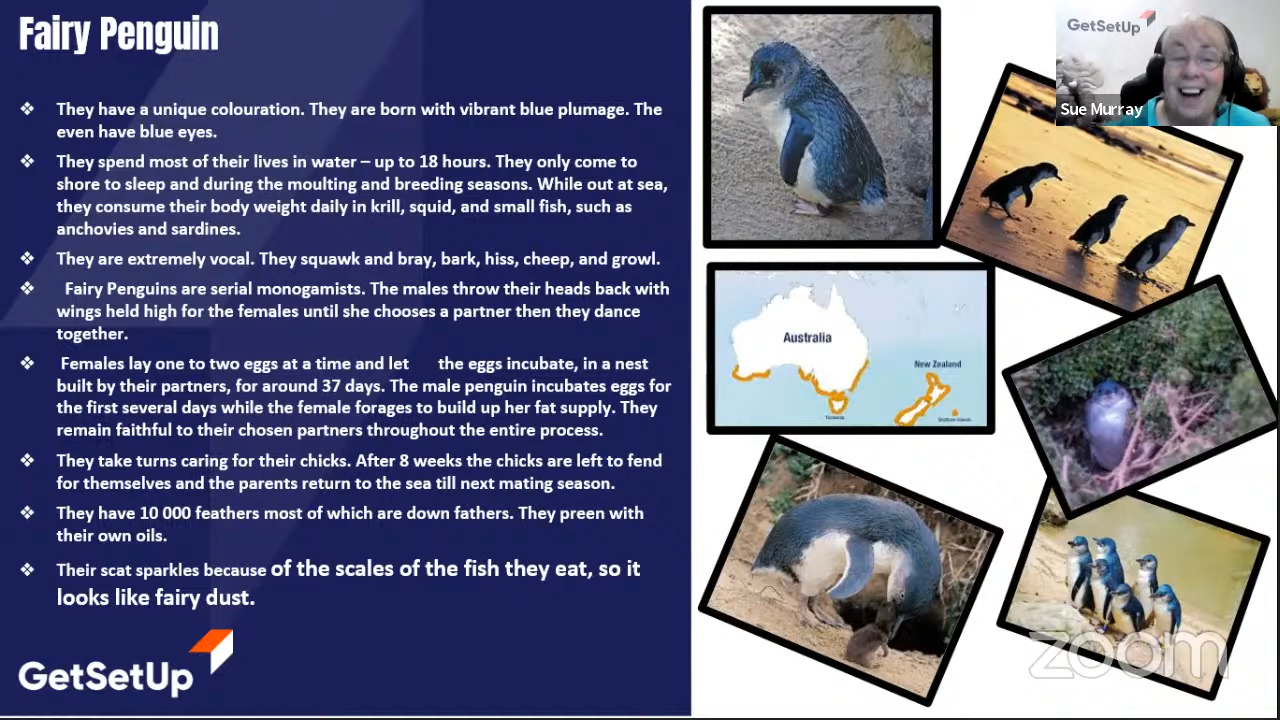 Fairy Penguin
They have a unique colouration. They are born with vibrant blue plumage. The
even have blue eyes.
They spend most of their lives in water – up to 18 hours. They only come to
shore to sleep and during the moulting and breeding seasons. While out at sea,
they consume their body weight daily in krill, squid, and small fish, such as
anchovies and sardines.
They are extremely vocal. They squawk and bray, bark, hiss, cheep, and growl.
Fairy Penguins are serial monogamists. The males throw their heads back with
wings held high for the females until she chooses a partner then they dance
together.
Females lay one to two eggs at a time and let the eggs incubate, in a nest
built by their partners, for around 37 days. The male penguin incubates eggs for
the first several days while the female forages to build up her fat supply. They
remain faithful to their chosen partners throughout the entire process.
They take turns caring for their chicks. After 8 weeks the chicks are left to fend
for themselves and the parents return to the sea till next mating season.
They have 10 000 feathers most of which are down fathers. They preen with
their own oils.
Their scat sparkles because of the scales of the fish they eat, so it
looks like fairy dust.
GetSetUp
GetSetUp
Sue Murray
Australia
New Zealand
Tasmania
zoom